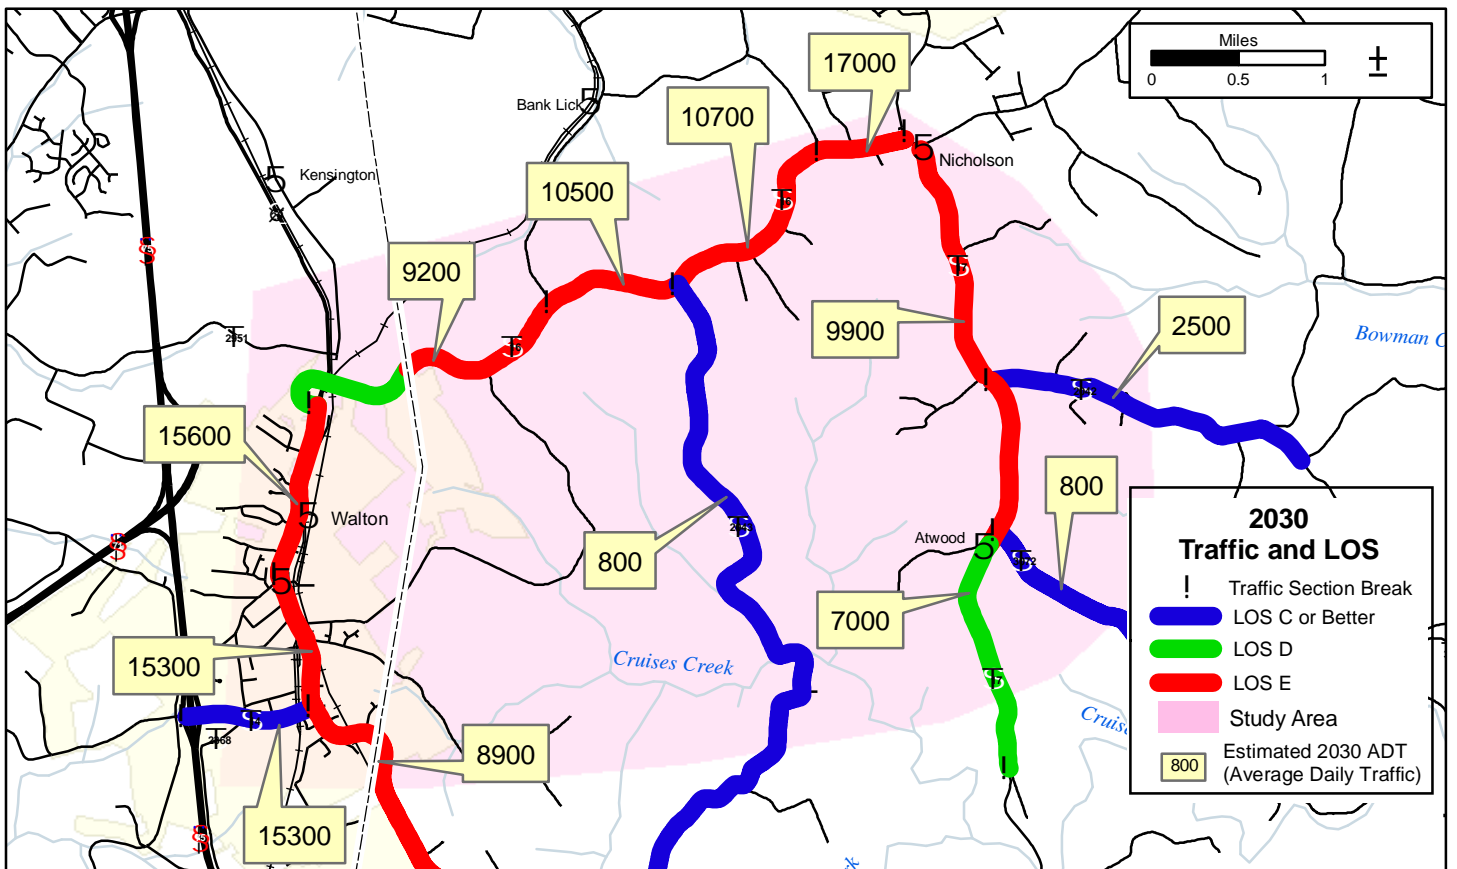 Miles
0 0.5 1
17000
10700
Bank Lick
Nicholson
Kensington
10500
9200
9900
2500
Bowman C
2951
15600
800
Walton
Atwood
800
7000
Cruises Creek
15300
Cruis
8900
15300
2030
Traffic and LOS
! Traffic Section Break
LOS C or Better
LOS D
LOS E
Study Area
800 Estimated 2030 ADT
(Average Daily Traffic)